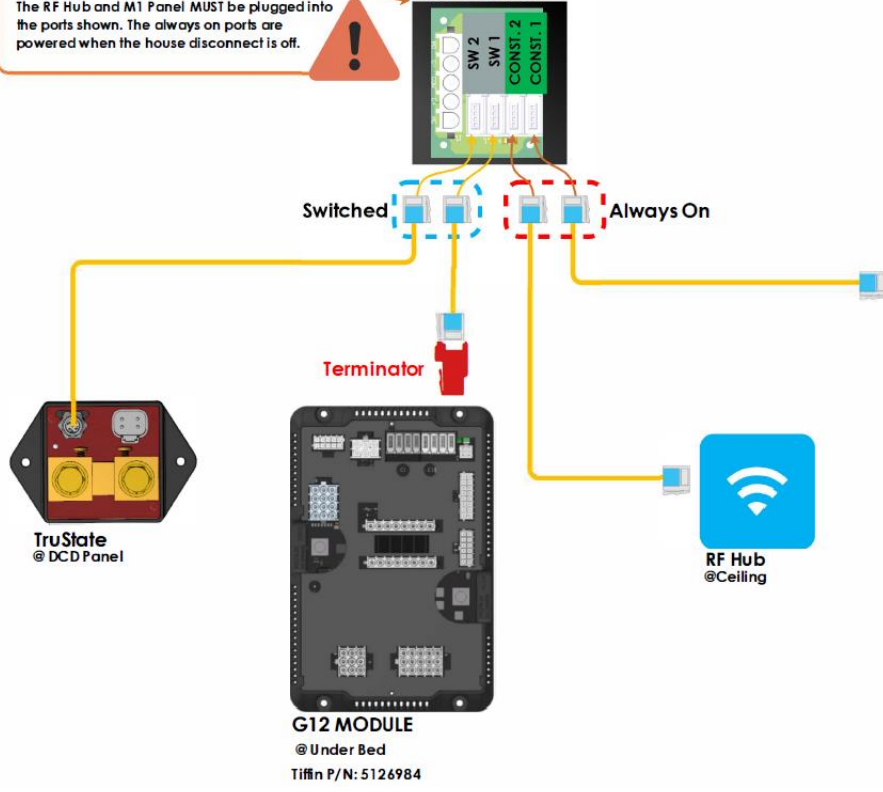 The RF Hub and M1 Panel MUST be plugged into
the ports shown. The always on ports are
powered when the house disconnect is off.
SW 2
SW 1
CONST. 2
CONST. 1
Switched
Always On
Terminator
TruState
@ DCD Panel
RF Hub
@Ceiling
G12 MODULE
@ Under Bed
Tiffin P/N: 5126984